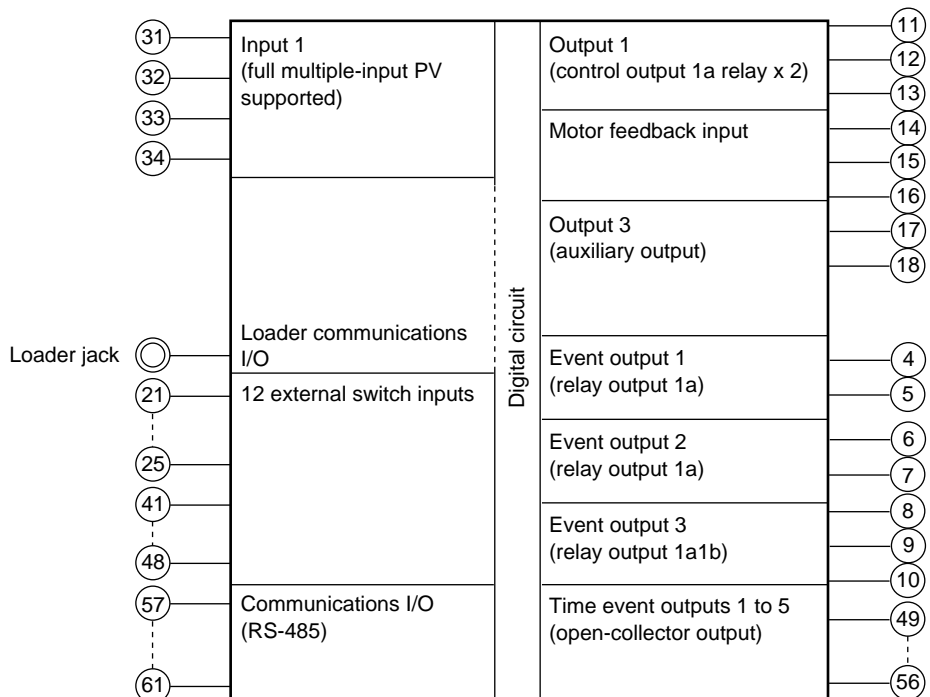 31
32
33
34
Input 1
(full multiple-input PV
supported)
Loader jack
Loader communications
I/O
21
25
41
48
12 external switch inputs
57
61
Communications I/O
(RS-485)
Digital circuit
Output 1
(control output 1a relay x 2)
11
12
13
Motor feedback input
14
15
16
Output 3
(auxiliary output)
17
18
Event output 1
(relay output 1a)
4
5
Event output 2
(relay output 1a)
6
7
Event output 3
(relay output 1a1b)
8
9
10
Time event outputs 1 to 5
(open-collector output)
49
56